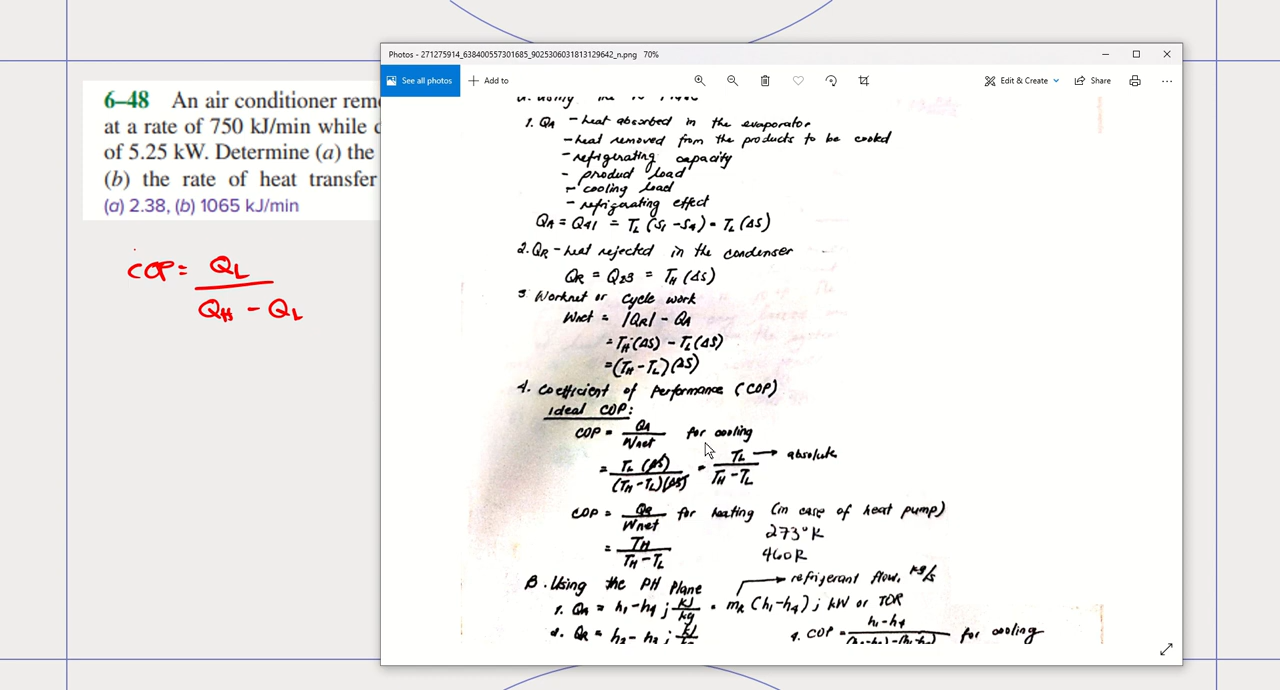 6–48 An air conditioner rem
at a rate of 750 kJ/min while
of 5.25 kW. Determine (a) the
(b) the rate of heat transfer
(a) 2.38, (b) 1065 kJ/min
COP = QL
QH - QL
Photos - 271275914_638400557301685_9025306031813129642_n.png 70%
See all photos
Add to
Edit & Create
Share
1. QA - heat absorbed in the evaporator
- heat removed from the products to be cooled
- refrigerating capacity
- product load
- cooling load
- refrigerating effect
QA = Q41 = TL (S1 - S4) = TL (ΔS)
2. QR - heat rejected in the condenser
QR = Q23 = TH (ΔS)
3. Worknet or Cycle work
Wnet = |QR| - QA
= TH (ΔS) - TL (ΔS)
= (TH - TL) (ΔS)
4. Coefficient of Performance (COP)
Ideal COP:
COP = QA / Wnet for cooling
= TL (ΔS) / (TH - TL)(ΔS) = TL / TH - TL → absolute
COP = QR / Wnet for heating (in case of heat pump)
273°K
= TH / TH - TL
460R
B. Using the PH Plane
→ refrigerant flow, kg/s
1. QA = h1 - h4 ; kJ/kg = mR (h1 - h4) ; kW or TOR
2. QR = h2 - h3 ; kJ
4. COP = h1 - h4 for cooling